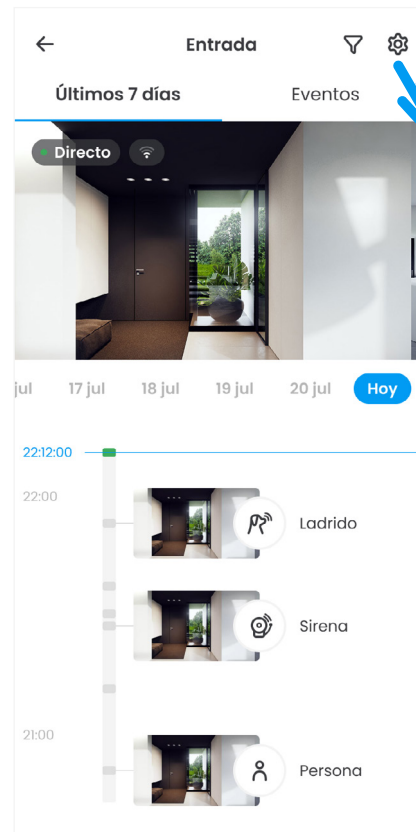 Entrada
Últimos 7 días Eventos
Directo
jul 17 jul 18 jul 19 jul 20 jul Hoy
22:12:00
22:00
Ladrido
Sirena
21:00
Persona